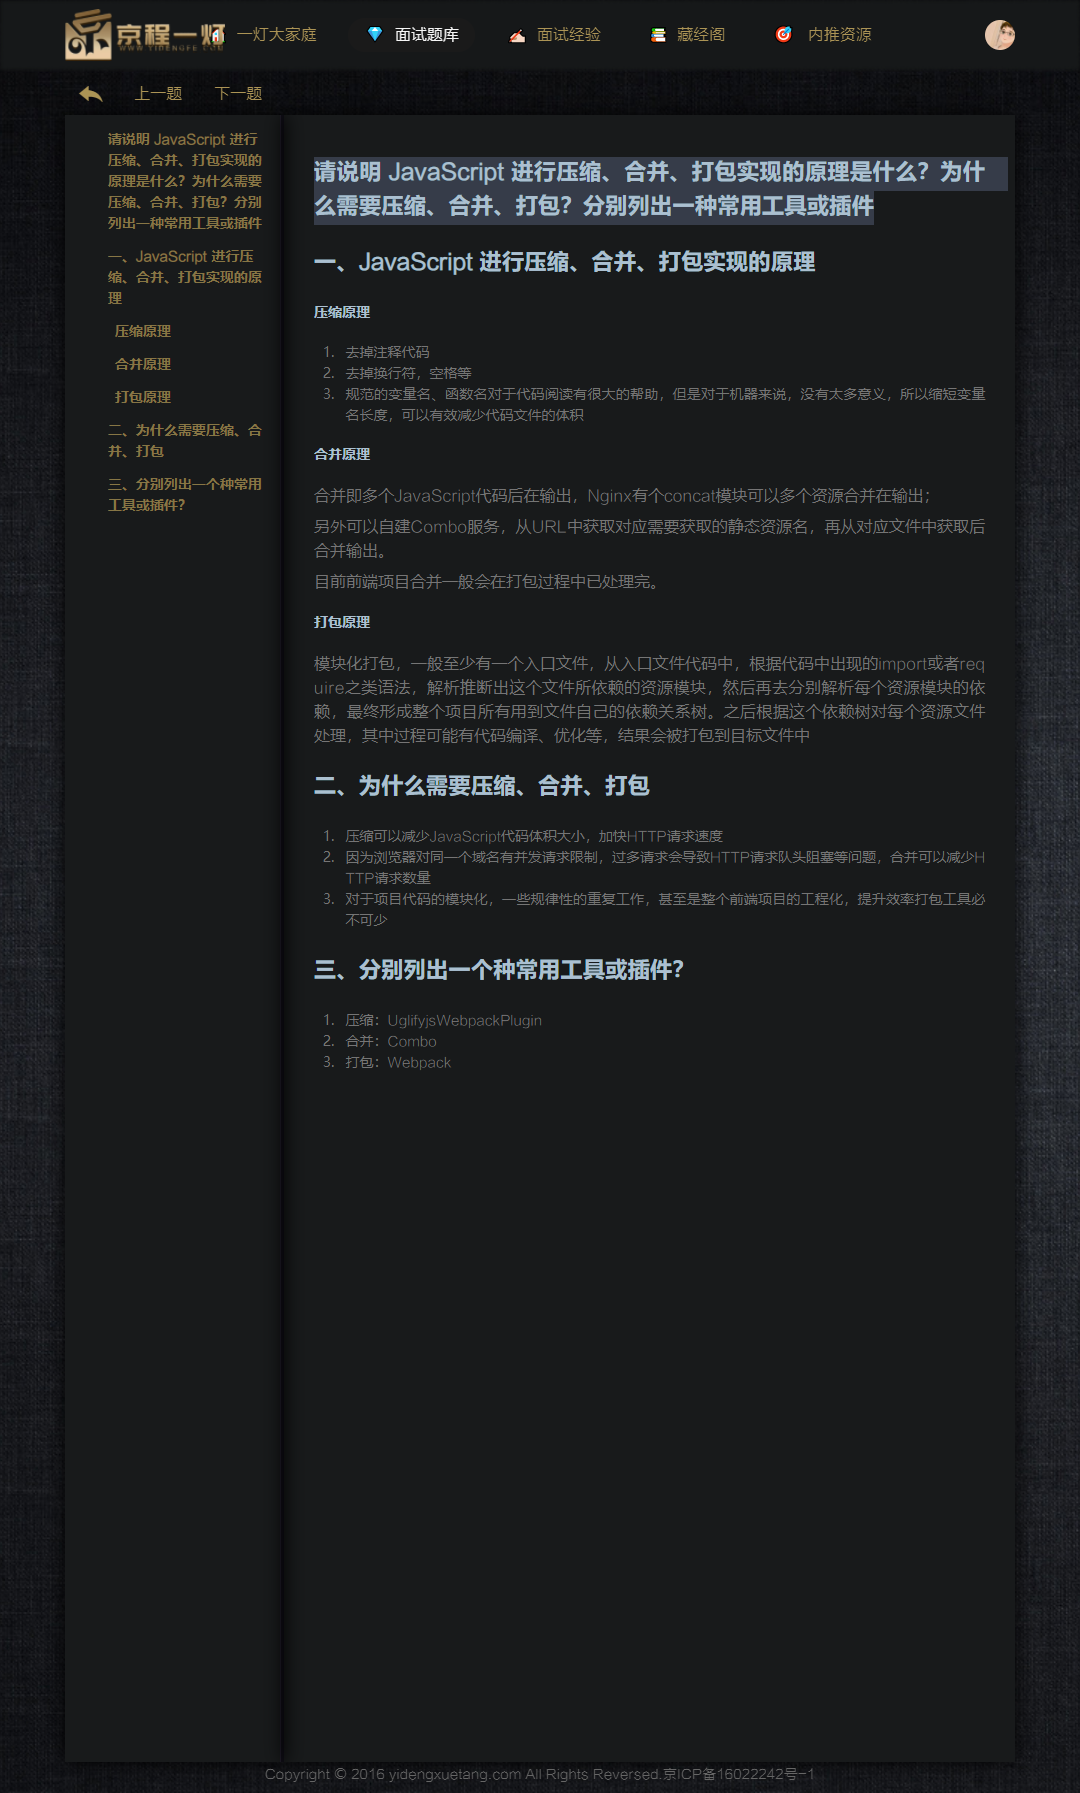 京程一灯
WWW.YIDENGFE.COM
一灯大家庭
面试题库
面试经验
藏经阁
内推资源
上一题
下一题
请说明 JavaScript 进行
压缩、合并、打包实现的
原理是什么？为什么需要
压缩、合并、打包？分别
列出一种常用工具或插件
一、JavaScript 进行压
缩、合并、打包实现的原
理
压缩原理
合并原理
打包原理
二、为什么需要压缩、合
并、打包
三、分别列出一个种常用
工具或插件?
请说明 JavaScript 进行压缩、合并、打包实现的原理是什么？为什
么需要压缩、合并、打包？分别列出一种常用工具或插件
一、JavaScript 进行压缩、合并、打包实现的原理
压缩原理
1. 去掉注释代码
2. 去掉换行符，空格等
3. 规范的变量名、函数名对于代码阅读有很大的帮助，但是对于机器来说，没有太多意义，所以缩短变量
名长度，可以有效减少代码文件的体积
合并原理
合并即多个JavaScript代码后在输出，Nginx有个concat模块可以多个资源合并在输出；
另外可以自建Combo服务，从URL中获取对应需要获取的静态资源名，再从对应文件中获取后
合并输出。
目前前端项目合并一般会在打包过程中已处理完。
打包原理
模块化打包，一般至少有一个入口文件，从入口文件代码中，根据代码中出现的import或者req
uire之类语法，解析推断出这个文件所依赖的资源模块，然后再去分别解析每个资源模块的依
赖，最终形成整个项目所有用到文件自己的依赖关系树。之后根据这个依赖树对每个资源文件
处理，其中过程可能有代码编译、优化等，结果会被打包到目标文件中
二、为什么需要压缩、合并、打包
1. 压缩可以减少JavaScript代码体积大小，加快HTTP请求速度
2. 因为浏览器对同一个域名有并发请求限制，过多请求会导致HTTP请求队头阻塞等问题，合并可以减少H
TTP请求数量
3. 对于项目代码的模块化，一些规律性的重复工作，甚至是整个前端项目的工程化，提升效率打包工具必
不可少
三、分别列出一个种常用工具或插件?
1. 压缩：UglifyjsWebpackPlugin
2. 合并：Combo
3. 打包：Webpack
Copyright © 2016 yidengxuetang.com All Rights Reversed.京ICP备16022242号-1